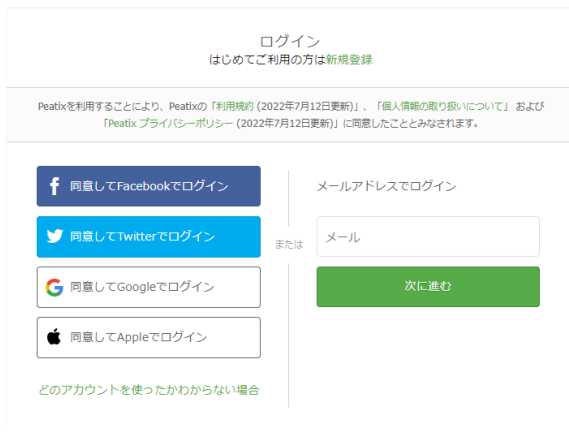 ログイン
はじめてご利用の方は新規登録
Peatixを利用することにより、Peatixの「利用規約 (2022年7月12日更新)」、「個人情報の取り扱いについて」 および
「Peatix プライバシーポリシー (2022年7月12日更新)」に同意したこととみなされます。
同意してFacebookでログイン
同意してTwitterでログイン
同意してGoogleでログイン
同意してAppleでログイン
どのアカウントを使ったかわからない場合
または
メールアドレスでログイン
メール
次に進む